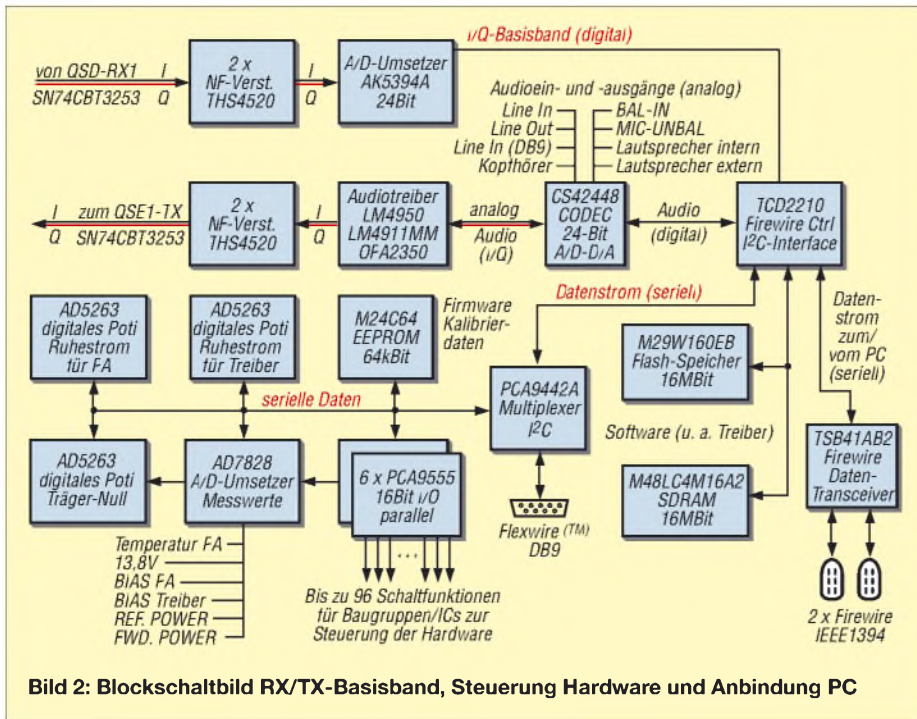 I/Q-Basisband (digital)
von QSD-RX1
I
SN74CBT3253
Q
2 x
NF-Verst.
THS4520
I
Q
A/D-Umsetzer
AK5394A
24Bit
Audioein- und -ausgänge (analog)
Line In
Line Out
Line In (DB9)
Kopfhörer
BAL-IN
MIC-UNBAL
Lautsprecher intern
Lautsprecher extern
I
zum QSE1-TX
Q
SN74CBT3253
2 x
NF-Verst.
THS4520
I
Q
Audiotreiber
LM4950
LM4911MM
OFA2350
analog
Audio
(I/Q)
CS42448
CODEC
24-Bit
A/D-D/A
Audio
(digital)
TCD2210
Firewire Ctrl
I²C-Interface
AD5263
digitales Poti
Ruhestrom
für FA
AD5263
digitales Poti
Ruhestrom
für Treiber
M24C64
EEPROM
64kBit
Firmware
Kalibrier-
daten
Datenstrom (seriell)
Daten-
strom
zum/
vom PC
(seriell)
M29W160EB
Flash-Speicher
16MBit
serielle Daten
PCA9442A
Multiplexer
I²C
Software (u. a. Treiber)
AD5263
digitales Poti
Träger-Null
AD7828
A/D-Umsetzer
Messwerte
6 x PCA9555
16Bit I/O
parallel
M48LC4M16A2
SDRAM
16MBit
TSB41AB2
Firewire
Daten-
Transceiver
Flexwire (TM)
DB9
Temperatur FA
13,8V
BIAS FA
BIAS Treiber
REF. POWER
FWD. POWER
...
Bis zu 96 Schaltfunktionen
für Baugruppen/ICs zur
Steuerung der Hardware
2 x Firewire
IEEE1394
Bild 2: Blockschaltbild RX/TX-Basisband, Steuerung Hardware und Anbindung PC